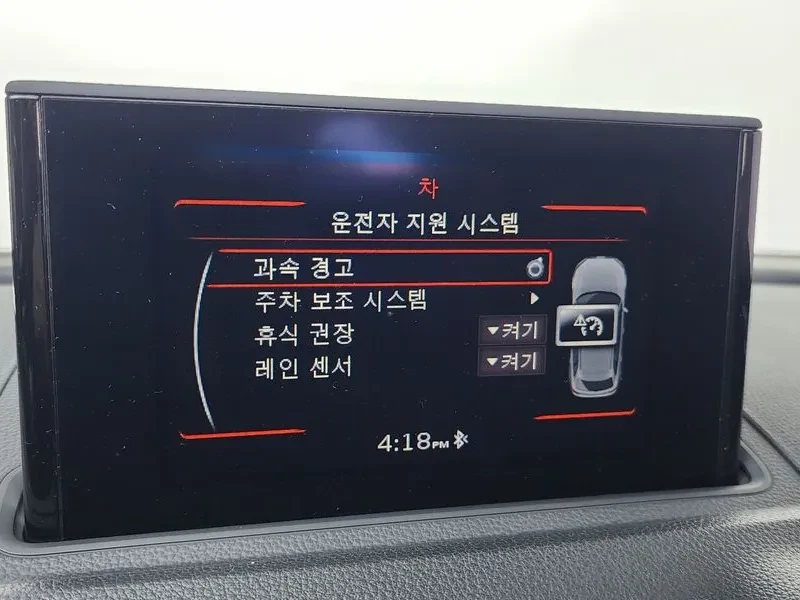 차
운전자 지원 시스템
과속 경고
주차 보조 시스템
휴식 권장 ▼켜기
레인 센서 ▼켜기
4:18PM